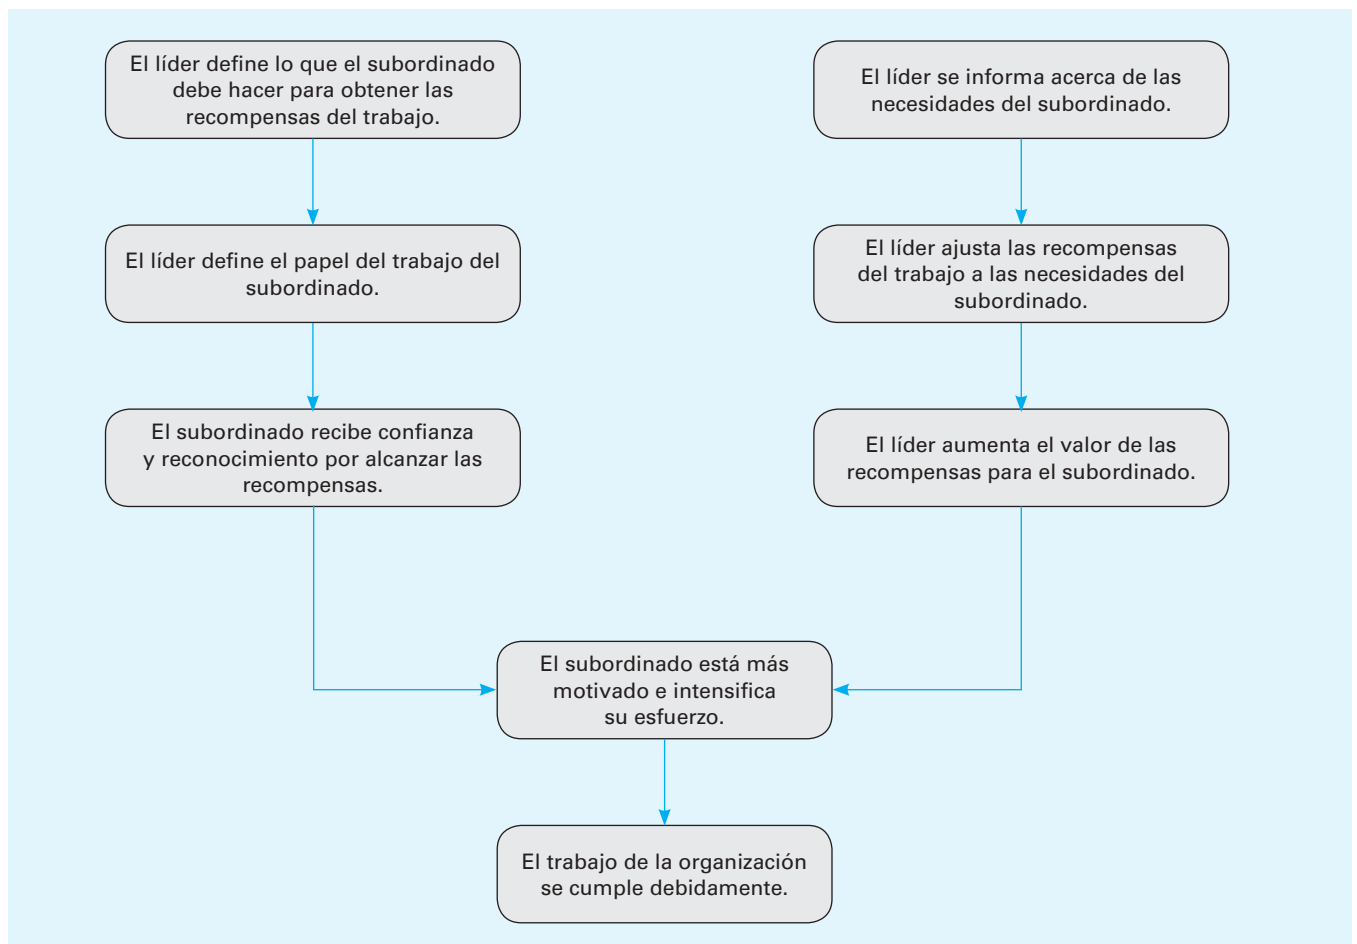 El líder define lo que el subordinado
debe hacer para obtener las
recompensas del trabajo.
El líder se informa acerca de las
necesidades del subordinado.
El líder define el papel del trabajo del
subordinado.
El líder ajusta las recompensas
del trabajo a las necesidades del
subordinado.
El subordinado recibe confianza
y reconocimiento por alcanzar las
recompensas.
El líder aumenta el valor de las
recompensas para el subordinado.
El subordinado está más
motivado e intensifica
su esfuerzo.
El trabajo de la organización
se cumple debidamente.